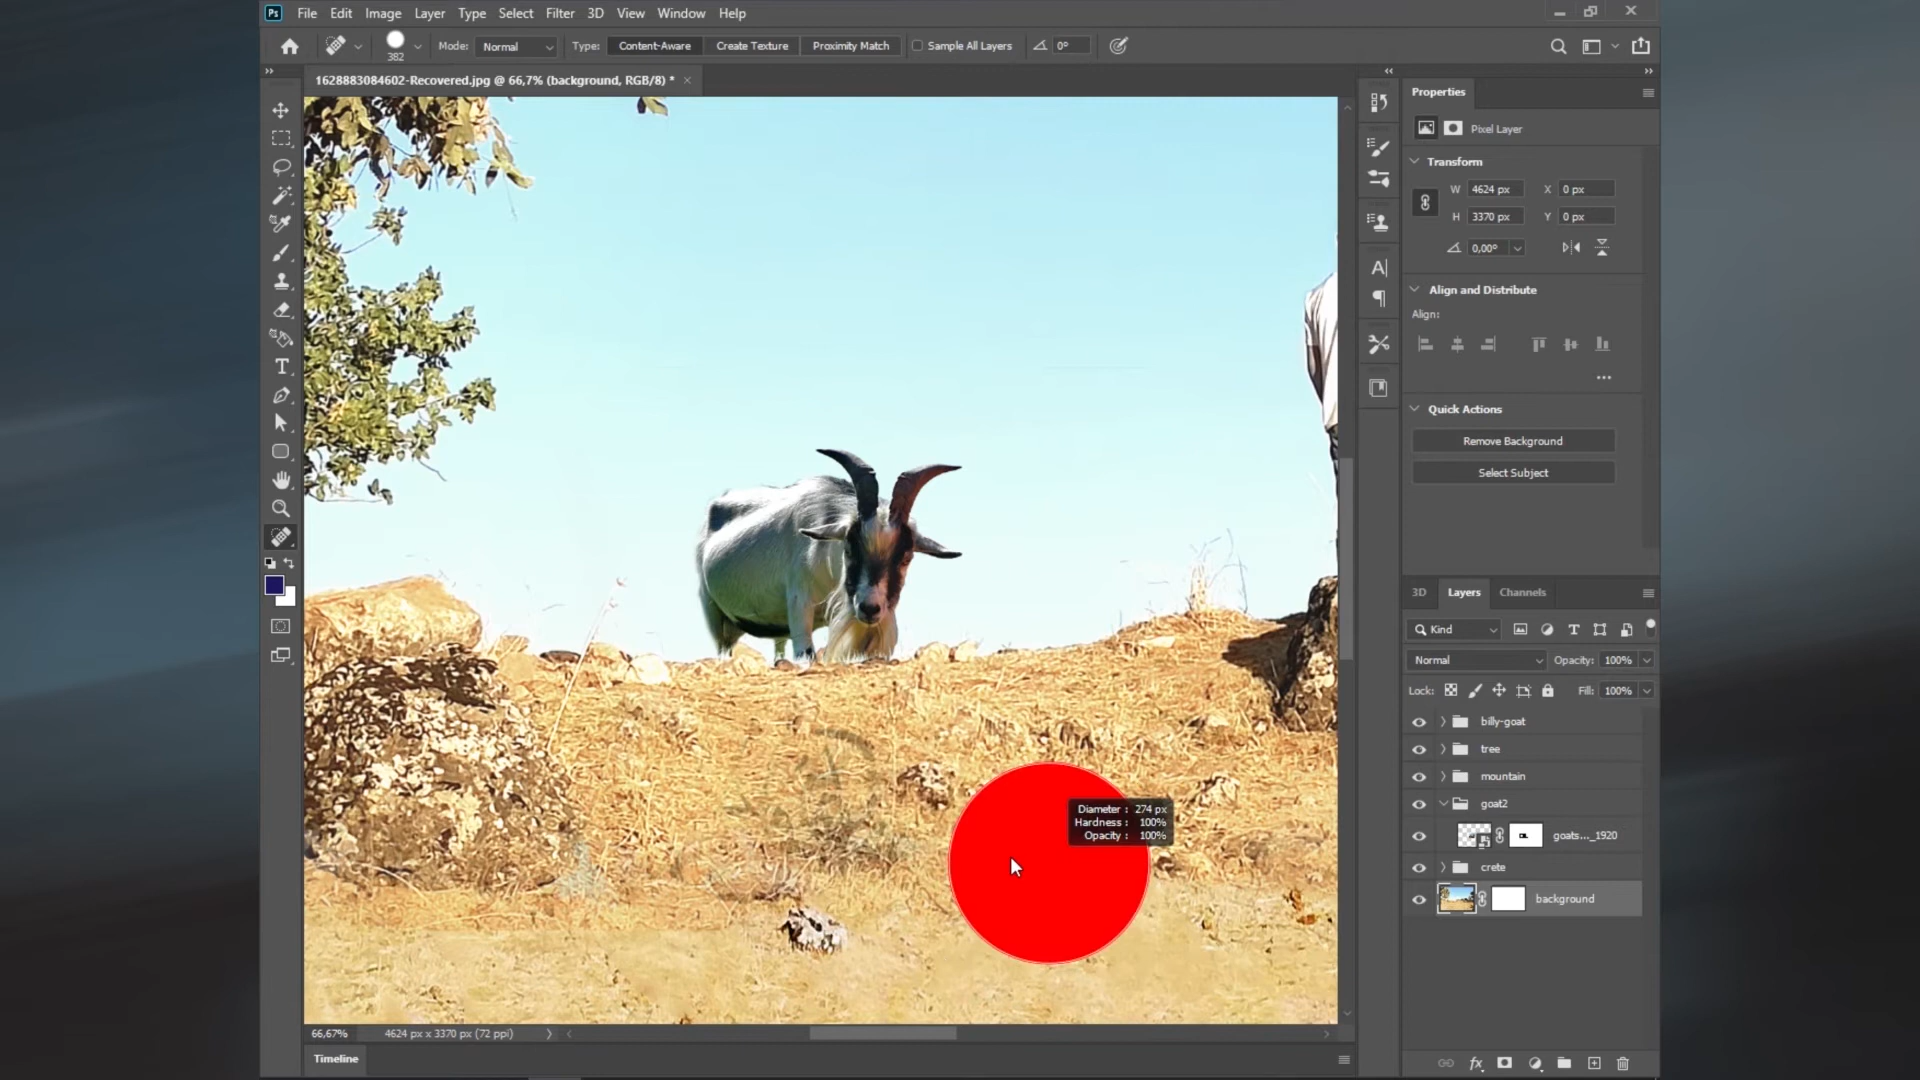 Ps File Edit Image Layer Type Select Filter 3D View Window Help
382 Mode: Normal Type: Content-Aware Create Texture Proximity Match Sample All Layers 0°
1628883084602-Recovered.jpg @ 66,7% (background, RGB/8) * ×
Properties
Pixel Layer
Transform
W 4624 px X 0 px
H 3370 px Y 0 px
0,00°
Align and Distribute
Align:
Quick Actions
Remove Background
Select Subject
3D Layers Channels
Kind
Normal Opacity: 100%
Lock: Fill: 100%
billy-goat
tree
mountain
goat2
goats..._1920
crete
background
Diameter : 274 px
Hardness : 100%
Opacity : 100%
66,67% 4624 px x 3370 px (72 ppi)
Timeline